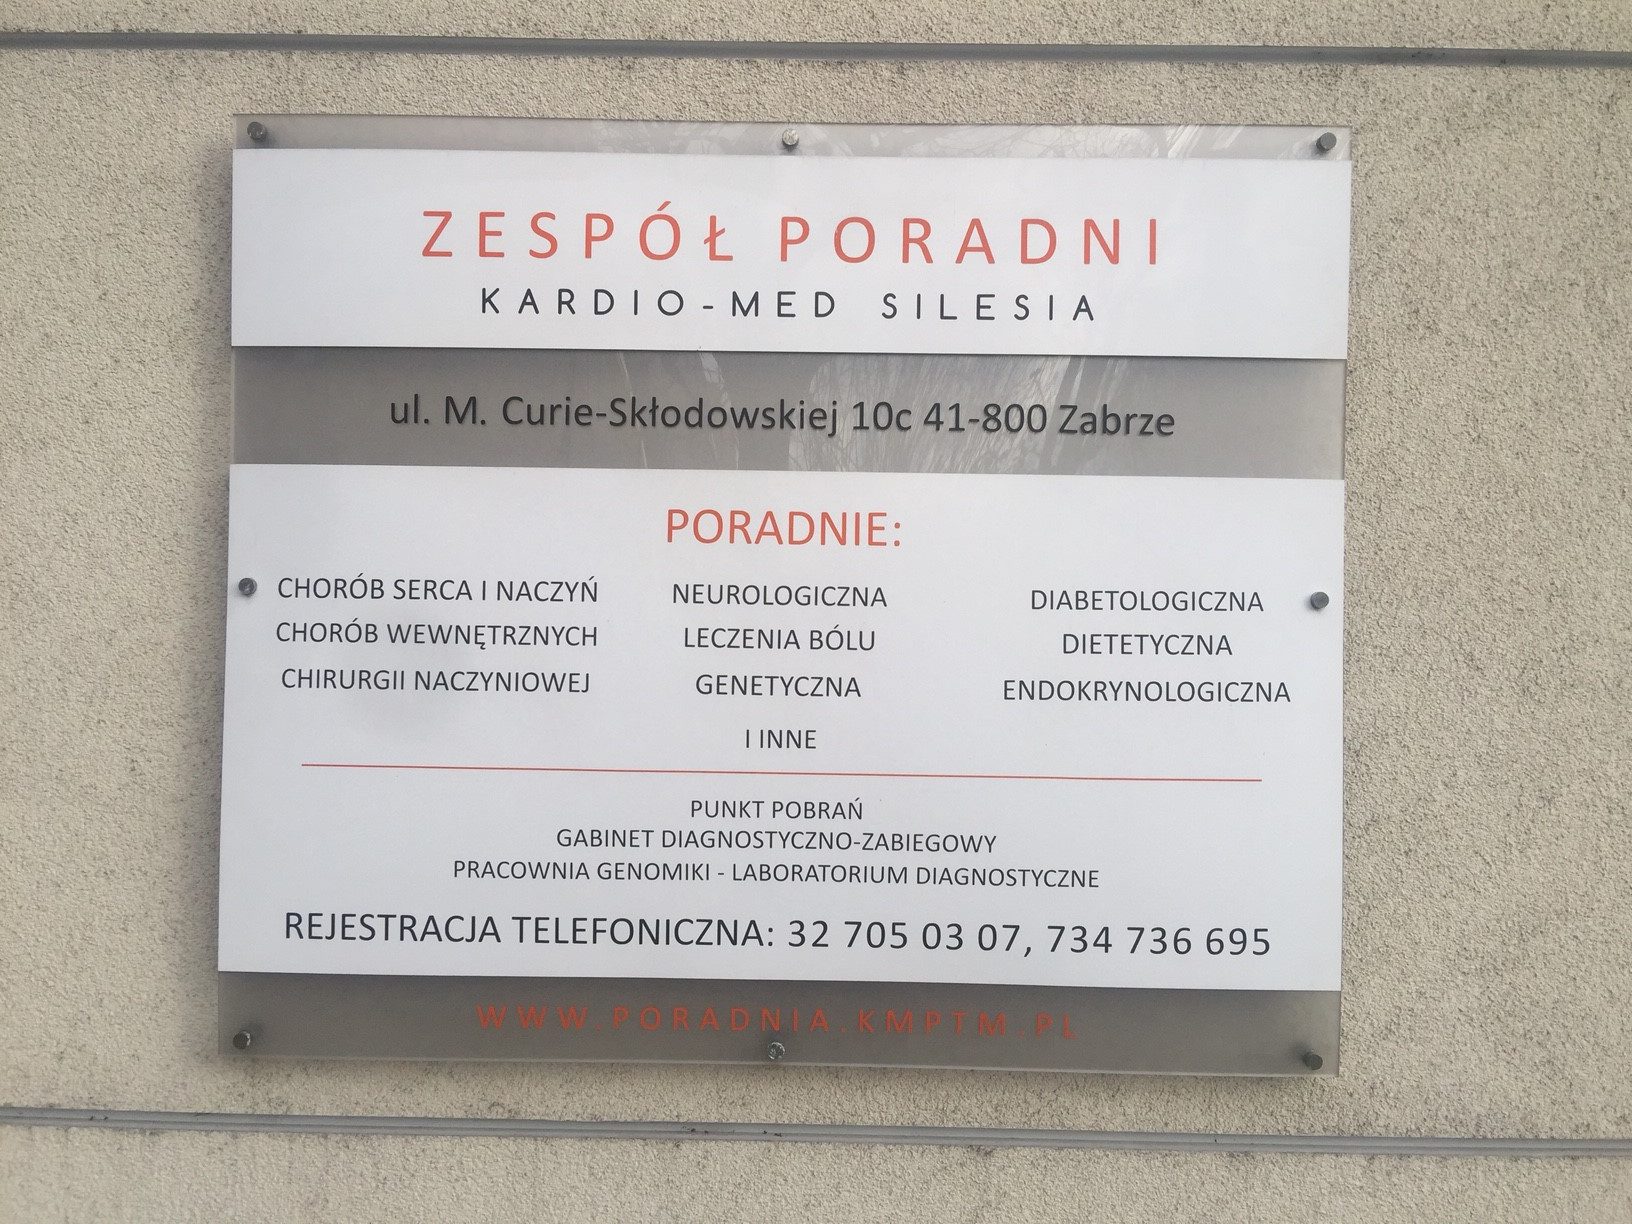 ZESPÓŁ PORADNI
KARDIO-MED SILESIA
ul. M. Curie-Skłodowskiej 10c 41-800 Zabrze
PORADNIE:
CHORÓB SERCA I NACZYŃ NEUROLOGICZNA DIABETOLOGICZNA
CHORÓB WEWNĘTRZNYCH LECZENIA BÓLU DIETETYCZNA
CHIRURGII NACZYNIOWEJ GENETYCZNA ENDOKRYNOLOGICZNA
I INNE
PUNKT POBRAŃ
GABINET DIAGNOSTYCZNO-ZABIEGOWY
PRACOWNIA GENOMIKI - LABORATORIUM DIAGNOSTYCZNE
REJESTRACJA TELEFONICZNA: 32 705 03 07, 734 736 695
WWW.PORADNIA.KMPTM.PL